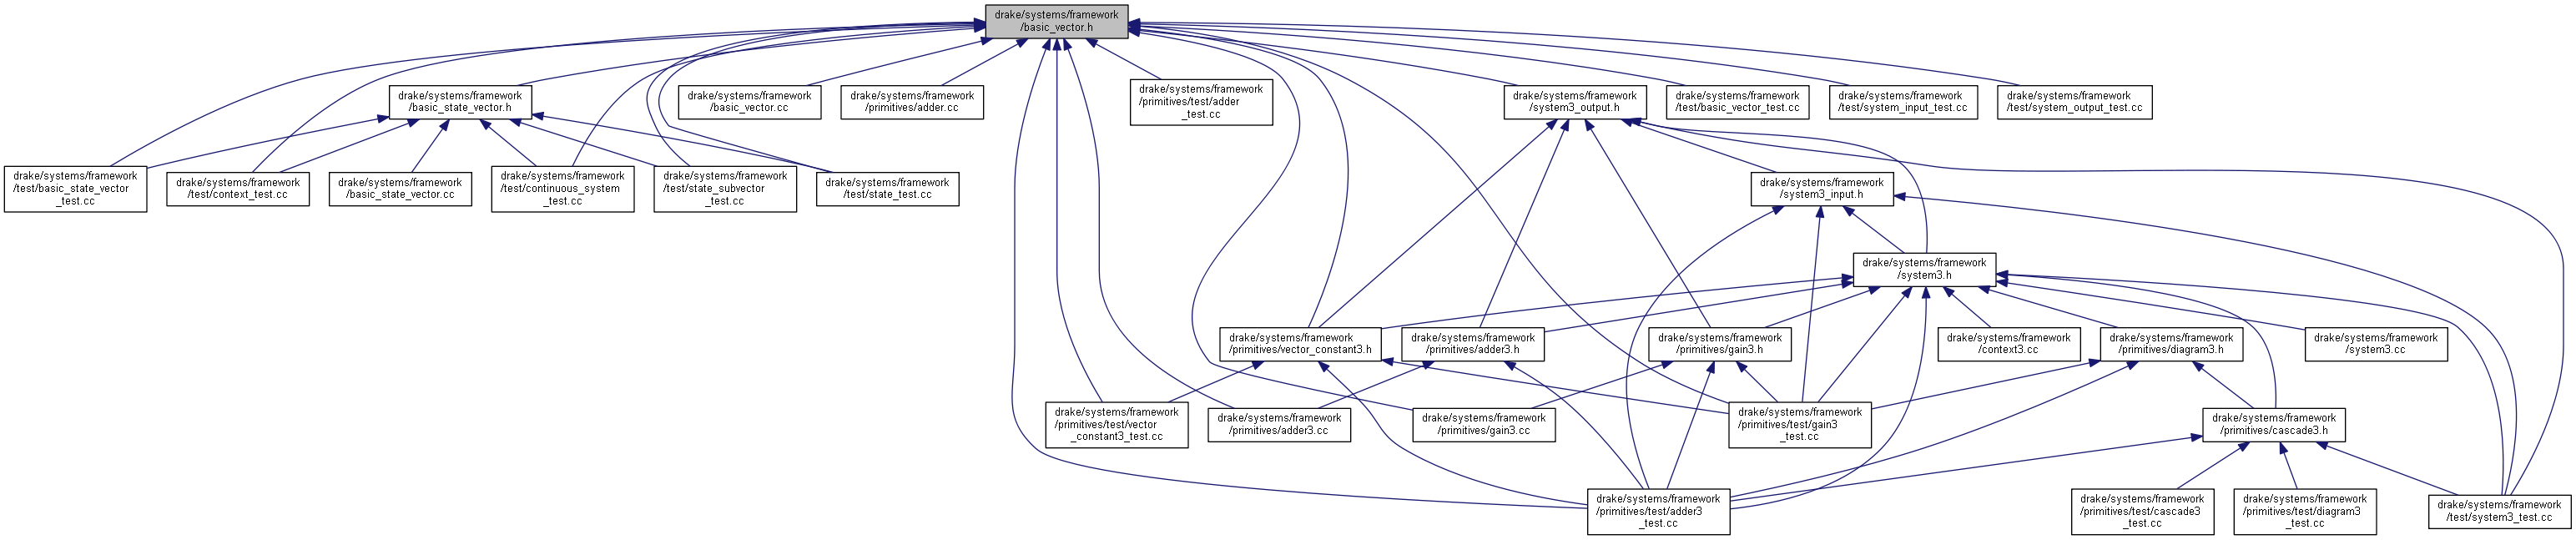 drake/systems/framework
/basic_vector.h
drake/systems/framework
/basic_state_vector.h
drake/systems/framework
/basic_vector.cc
drake/systems/framework
/primitives/adder.cc
drake/systems/framework
/primitives/test/adder
_test.cc
drake/systems/framework
/system3_output.h
drake/systems/framework
/test/basic_vector_test.cc
drake/systems/framework
/test/system_input_test.cc
drake/systems/framework
/test/system_output_test.cc
drake/systems/framework
/test/basic_state_vector
_test.cc
drake/systems/framework
/test/context_test.cc
drake/systems/framework
/basic_state_vector.cc
drake/systems/framework
/test/continuous_system
_test.cc
drake/systems/framework
/test/state_subvector
_test.cc
drake/systems/framework
/test/state_test.cc
drake/systems/framework
/system3_input.h
drake/systems/framework
/system3.h
drake/systems/framework
/primitives/vector_constant3.h
drake/systems/framework
/primitives/adder3.h
drake/systems/framework
/primitives/gain3.h
drake/systems/framework
/context3.cc
drake/systems/framework
/primitives/diagram3.h
drake/systems/framework
/system3.cc
drake/systems/framework
/primitives/test/vector
_constant3_test.cc
drake/systems/framework
/primitives/adder3.cc
drake/systems/framework
/primitives/gain3.cc
drake/systems/framework
/primitives/test/gain3
_test.cc
drake/systems/framework
/primitives/cascade3.h
drake/systems/framework
/primitives/test/adder3
_test.cc
drake/systems/framework
/primitives/test/cascade3
_test.cc
drake/systems/framework
/primitives/test/diagram3
_test.cc
drake/systems/framework
/test/system3_test.cc